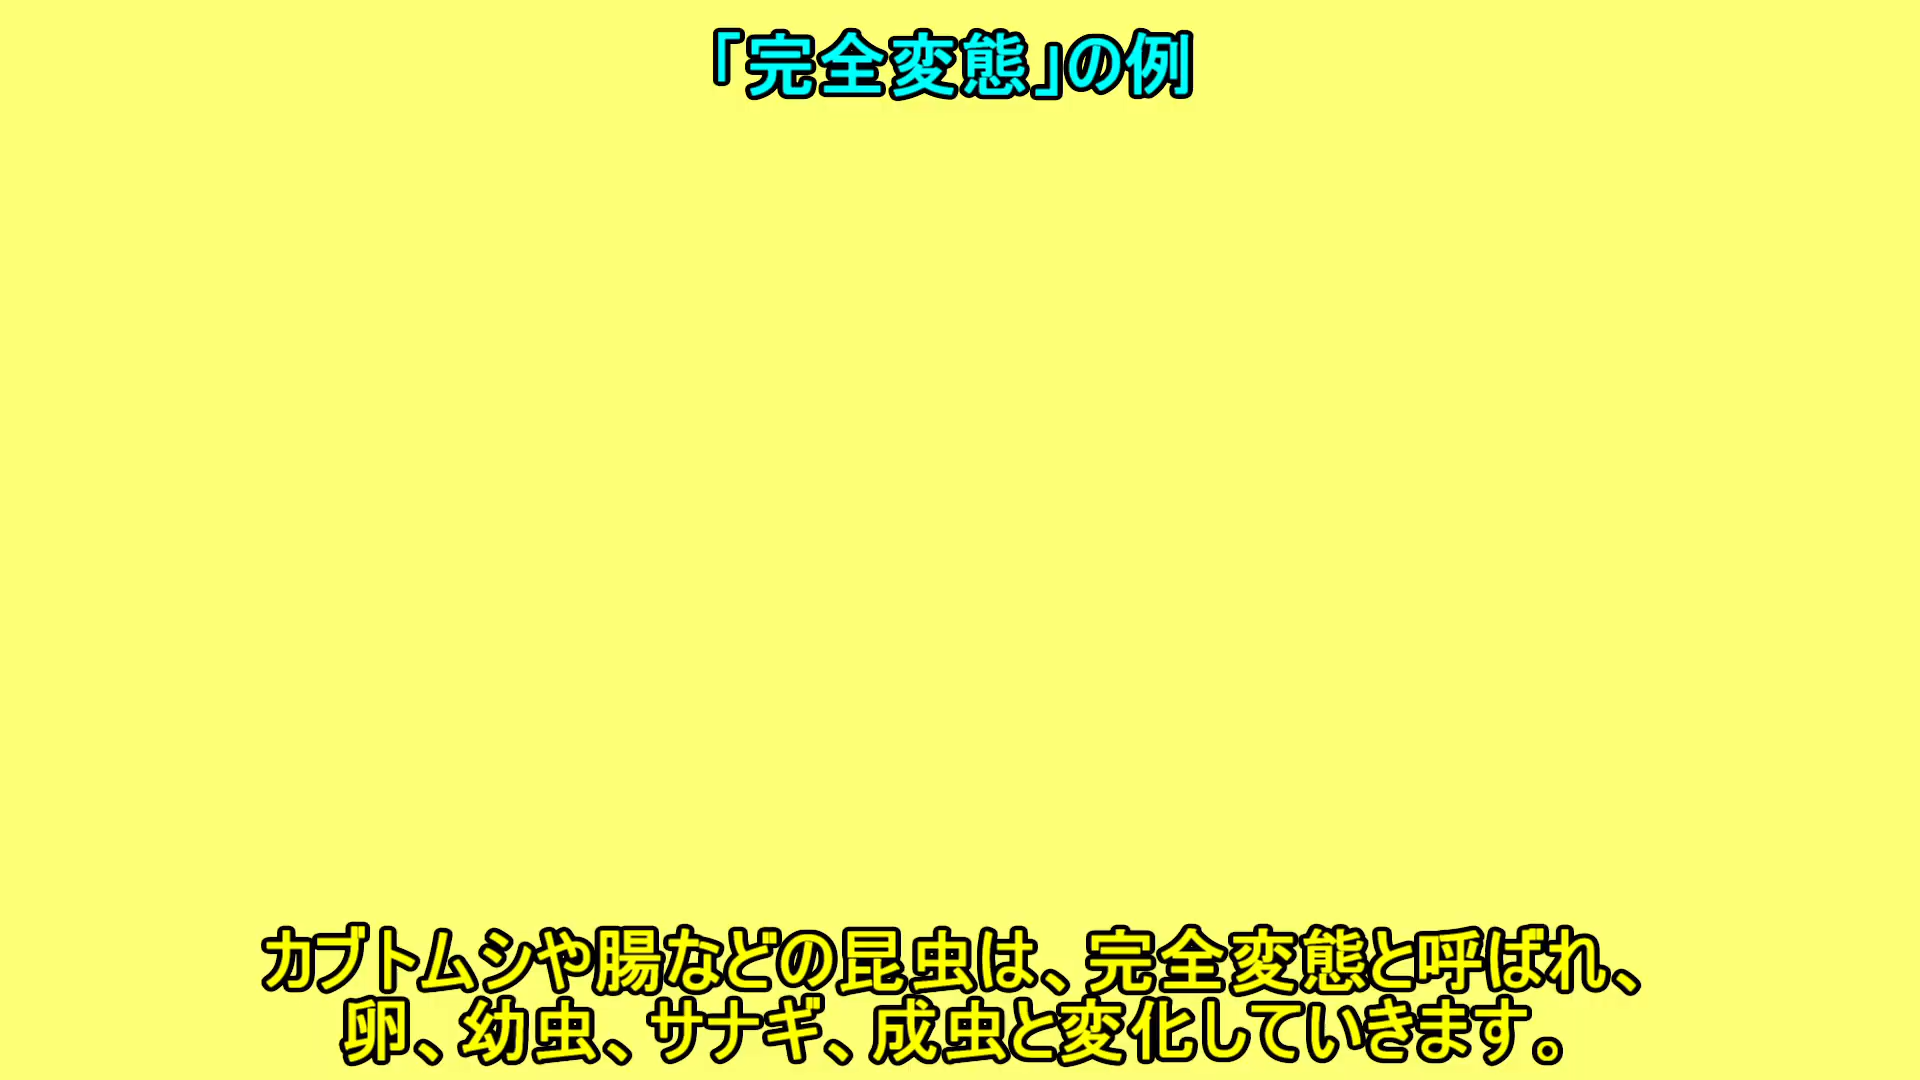 「完全変態」の例
カブトムシや腸などの昆虫は、完全変態と呼ばれ、
卵、幼虫、サナギ、成虫と変化していきます。